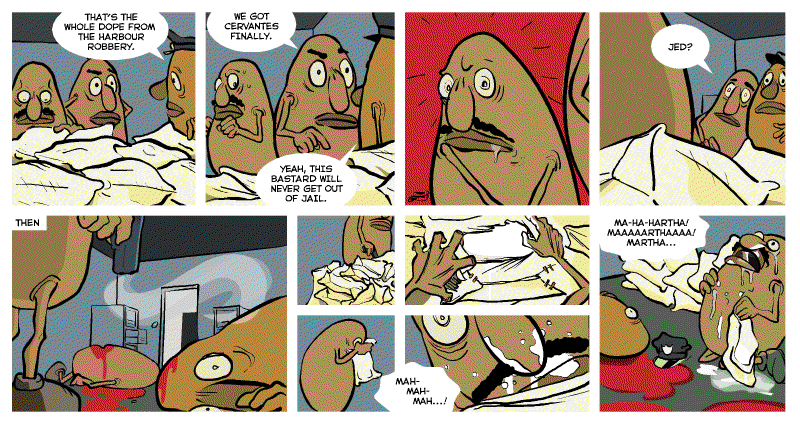 THAT'S THE
WHOLE DOPE FROM
THE HARBOUR
ROBBERY.
WE GOT
CERVANTES
FINALLY.
YEAH, THIS
BASTARD WILL
NEVER GET OUT
OF JAIL.
JED?
THEN
MAH-
MAH-
MAH...!
MA-HA-HARTHA!
MAAAAARTHAAAA!
MARTHA...